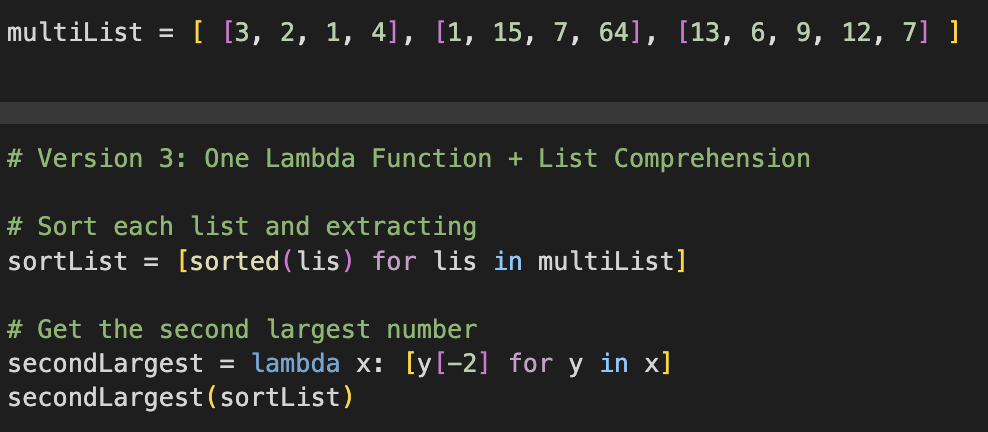 multiList = [ [3, 2, 1, 4], [1, 15, 7, 64], [13, 6, 9, 12, 7] ]
# Version 3: One Lambda Function + List Comprehension
# Sort each list and extracting
sortList = [sorted(lis) for lis in multiList]
# Get the second largest number
secondLargest = lambda x: [y[-2] for y in x]
secondLargest(sortList)